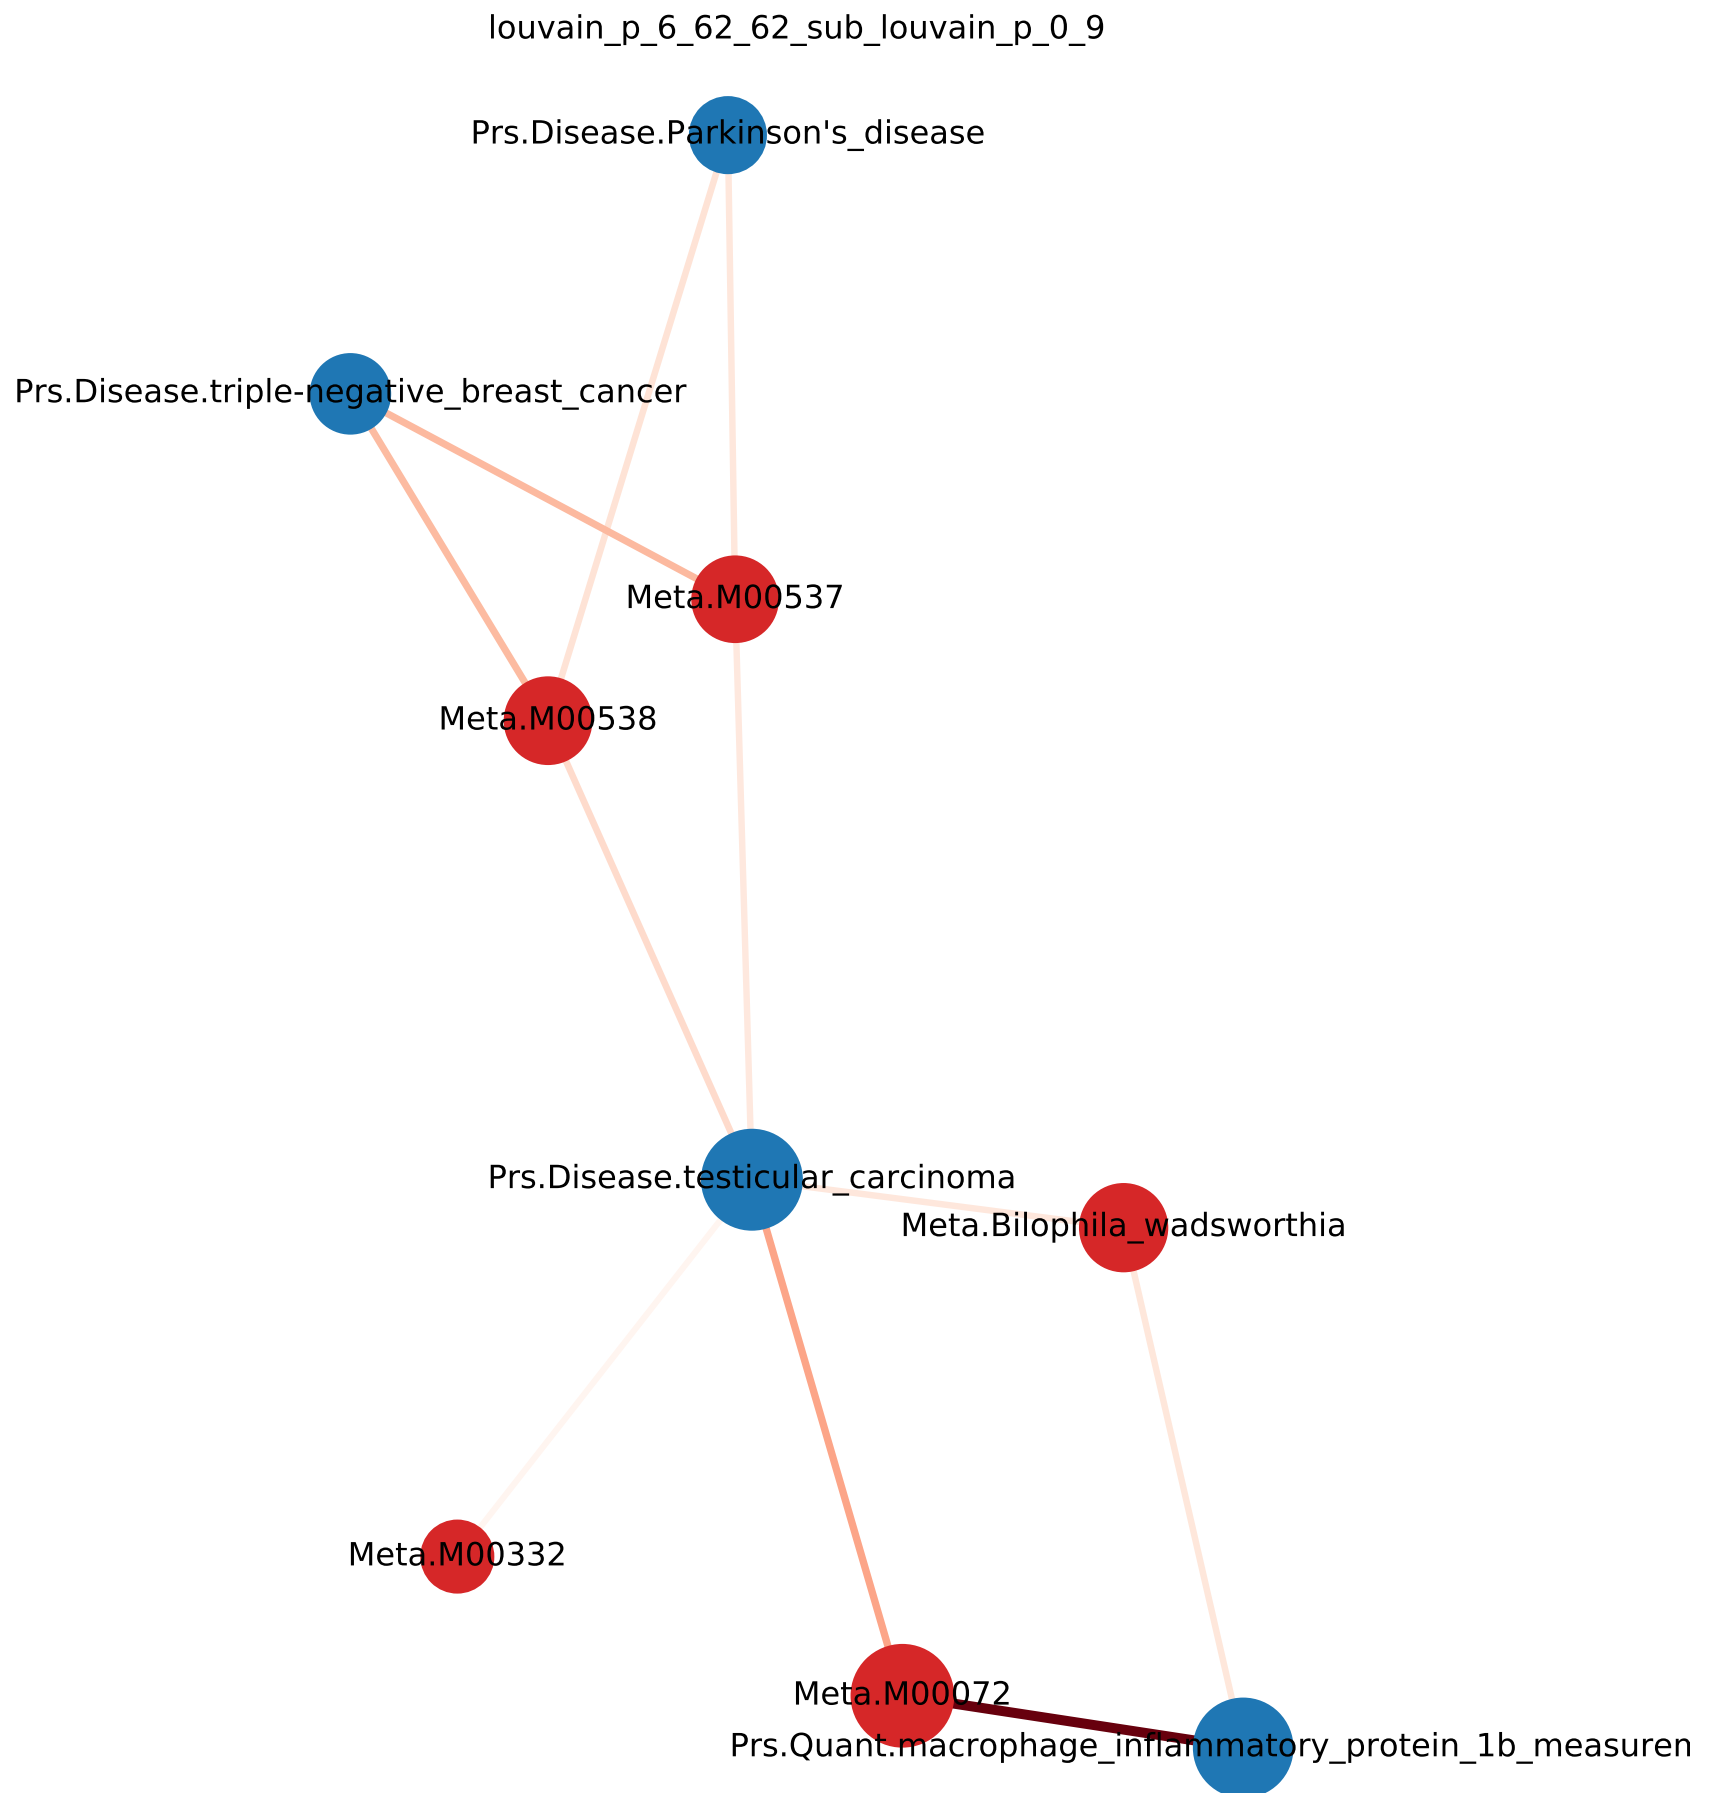 louvain_p_6_62_62_sub_louvain_p_0_9
Prs.Disease.Parkinson's_disease
Prs.Disease.triple-negative_breast_cancer
Meta.M00537
Meta.M00538
Prs.Disease.testicular_carcinoma
Meta.Bilophila_wadsworthia
Meta.M00332
Meta.M00072
Prs.Quant.macrophage_inflammatory_protein_1b_measuren